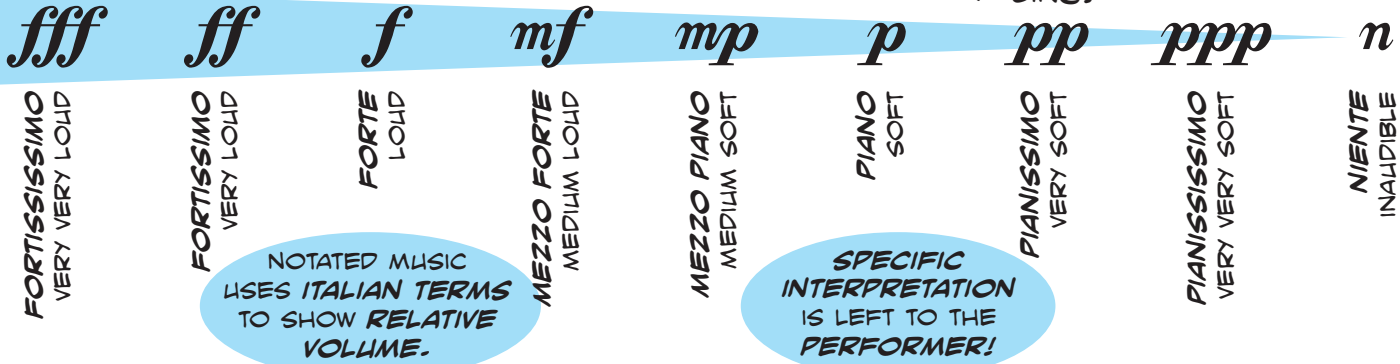 fff ff f mf mp p pp ppp n
FORTISSISSIMO
VERY VERY LOUD
FORTISSIMO
VERY LOUD
FORTE
LOUD
MEZZO FORTE
MEDIUM LOUD
MEZZO PIANO
MEDIUM SOFT
PIANO
SOFT
PIANISSIMO
VERY SOFT
PIANISSISSIMO
VERY VERY SOFT
NIENTE
INAUDIBLE
NOTATED MUSIC
USES ITALIAN TERMS
TO SHOW RELATIVE
VOLUME.
SPECIFIC
INTERPRETATION
IS LEFT TO THE
PERFORMER!